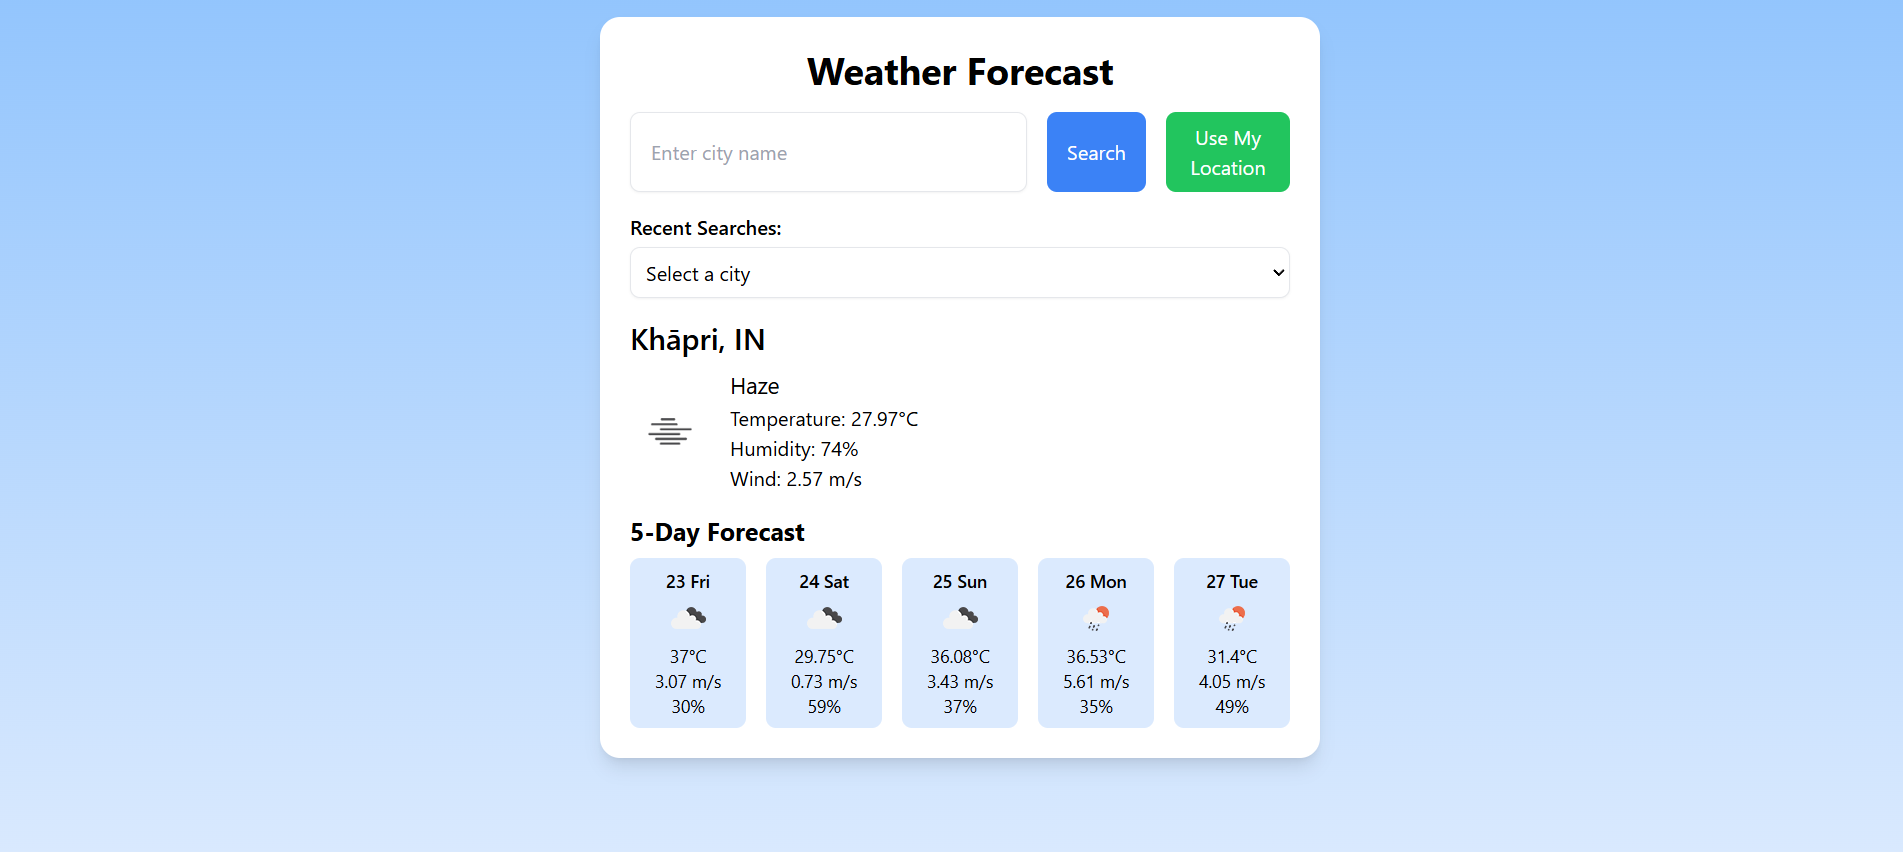 Weather Forecast
Enter city name
Search
Use My
Location
Recent Searches:
Select a city
Khāpri, IN
Haze
Temperature: 27.97°C
Humidity: 74%
Wind: 2.57 m/s
5-Day Forecast
23 Fri
37°C
3.07 m/s
30%
24 Sat
29.75°C
0.73 m/s
59%
25 Sun
36.08°C
3.43 m/s
37%
26 Mon
36.53°C
5.61 m/s
35%
27 Tue
31.4°C
4.05 m/s
49%